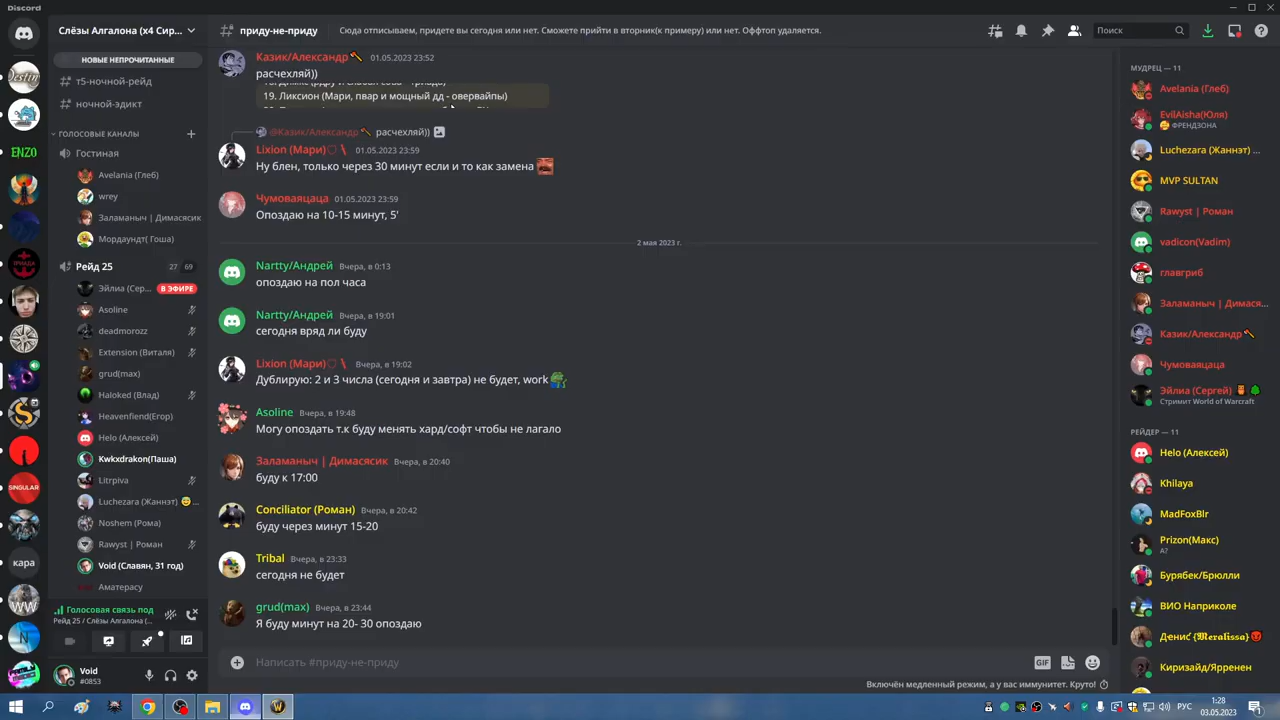 Discord
Слёзы Алгалона (x4 Сир...
НОВЫЕ НЕПРОЧИТАННЫЕ
т5-ночной-рейд
ночной-эдикт
ГОЛОСОВЫЕ КАНАЛЫ
Гостиная
Avelania (Глеб)
wrey
Заламаныч | Димасясик
Мордаундт( Гоша)
Рейд 25 27 69
Эйлиа (Сер... В ЭФИРЕ
Asoline
deadmorozz
Extension (Виталя)
grud(max)
Haloked (Влад)
Heavenfiend(Егор)
Helo (Алексей)
Kwkxdrakon(Паша)
Litrpiva
Luchezara (Жаннэт) ...
Noshem (Рома)
Rawyst | Роман
Void (Славян, 31 год)
Аматерасу
Голосовая связь под
Рейд 25 / Слёзы Алгалона (...
Void
#0853
ENZO
ТРИАДА
SINGULAR
кара
WW
приду-не-приду
Сюда отписываем, придете вы сегодня или нет. Сможете прийти в вторник(к примеру) или нет. Оффтоп удаляется.
Поиск
Казик/Александр 01.05.2023 23:52
расчехляй))
19. Ликсион (Мари, пвар и мощный дд - овервайпы)
@Казик/Александр расчехляй))
Lixion (Мари) 01.05.2023 23:59
Ну блен, только через 30 минут если и то как замена
Чумоваяцаца 01.05.2023 23:59
Опоздаю на 10-15 минут, 5'
2 мая 2023 г.
Nartty/Андрей Вчера, в 0:13
опоздаю на пол часа
Nartty/Андрей Вчера, в 19:01
сегодня вряд ли буду
Lixion (Мари) Вчера, в 19:02
Дублирую: 2 и 3 числа (сегодня и завтра) не будет, work
Asoline Вчера, в 19:48
Могу опоздать т.к буду менять хард/софт чтобы не лагало
Заламаныч | Димасясик Вчера, в 20:40
буду к 17:00
Conciliator (Роман) Вчера, в 20:42
буду через минут 15-20
Tribal Вчера, в 23:33
сегодня не будет
grud(max) Вчера, в 23:44
Я буду минут на 20- 30 опоздаю
Написать #приду-не-приду
GIF
Включён медленный режим, а у вас иммунитет. Круто!
МУДРЕЦ — 11
Avelania (Глеб)
EvilAisha(Юля)
ФРЕНДЗОНА
Luchezara (Жаннэт) ...
MVP SULTAN
Rawyst | Роман
vadicon(Vadim)
главгриб
Заламаныч | Димася...
Казик/Александр
Чумоваяцаца
Эйлиа (Сергей)
Стримит World of Warcraft
РЕЙДЕР — 11
Helo (Алексей)
Khilaya
MadFoxBlr
Prizon(Макс)
А?
Бурябек/Брюлли
ВИО Наприколе
Денис {𝕸𝖊𝖗𝖆𝖑𝖎𝖘𝖘𝖆}
Киризайд/Ярренен
РУС
1:28
03.05.2023